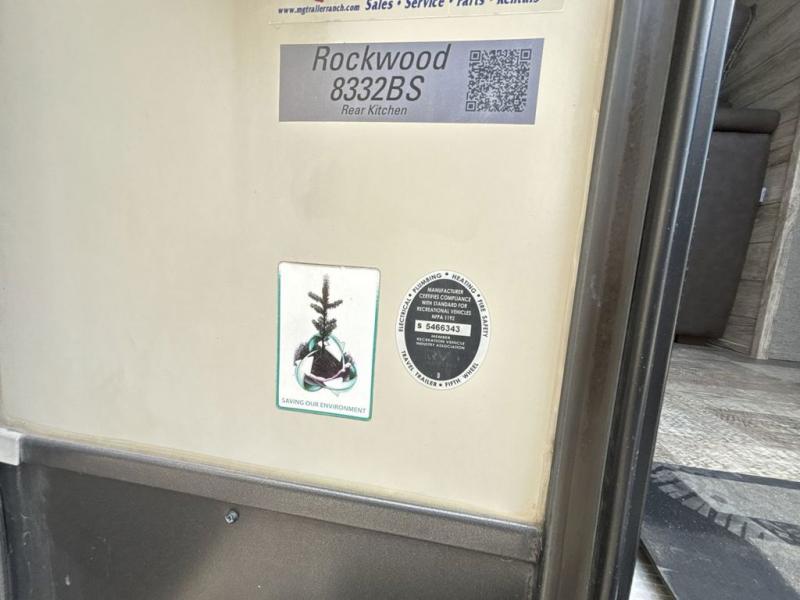 www.mgtrailerranch.com Sales • Service • Parts • Rentals
Rockwood
8332BS
Rear Kitchen
SAVING OUR ENVIRONMENT
ELECTRICAL • PLUMBING • HEATING • FIRE SAFETY
MANUFACTURER
CERTIFIES COMPLIANCE
WITH STANDARD FOR
RECREATIONAL VEHICLES
NFPA 1192
S 5466343
MEMBER
RECREATION VEHICLE
INDUSTRY ASSOCIATION
TRAVEL TRAILER • FIFTH WHEEL